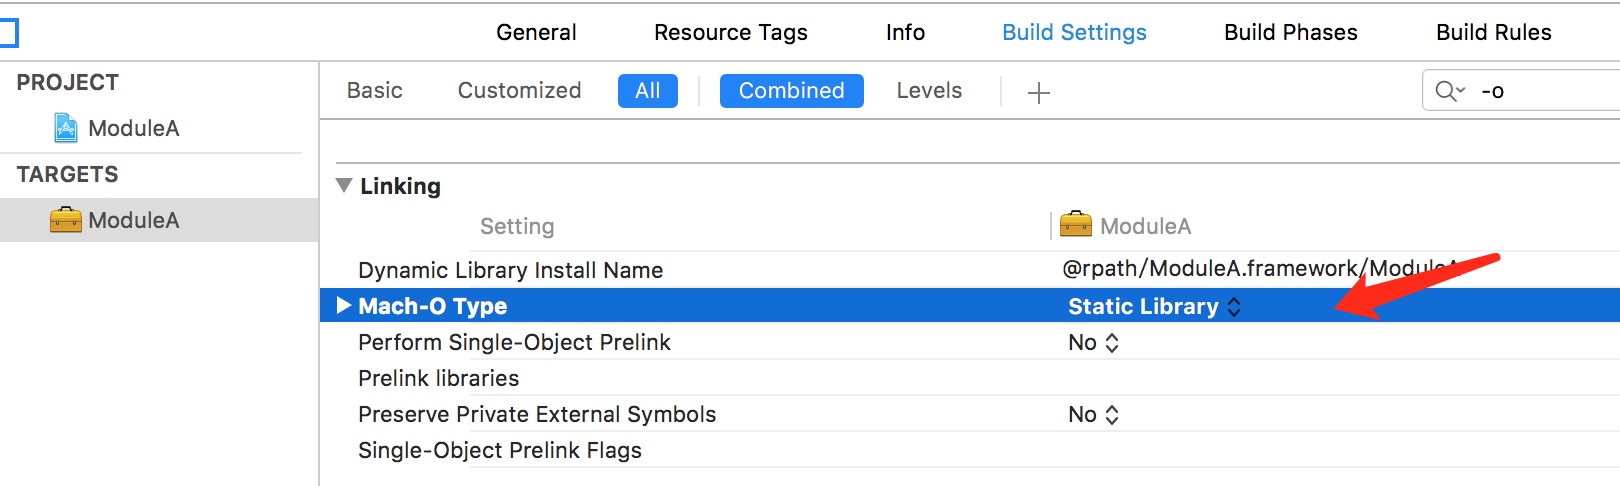 General Resource Tags Info Build Settings Build Phases Build Rules
PROJECT
ModuleA
TARGETS
ModuleA
Basic Customized All Combined Levels + -o
Linking
Setting ModuleA
Dynamic Library Install Name @rpath/ModuleA.framework/ModuleA
Mach-O Type Static Library
Perform Single-Object Prelink No
Prelink libraries
Preserve Private External Symbols No
Single-Object Prelink Flags